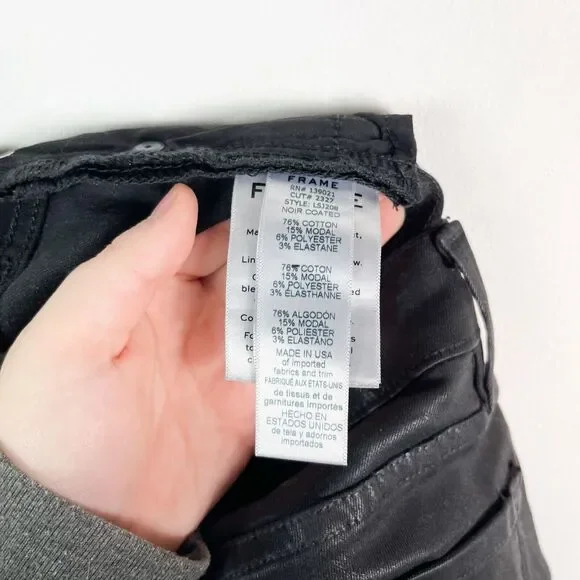 FRAME
RN# 139021
CUT# 2327
STYLE: LSJ208
NOIR COATED
76% COTTON
15% MODAL
6% POLYESTER
3% ELASTANE
76% COTON
15% MODAL
6% POLYESTER
3% ÉLASTHANNE
76% ALGODÓN
15% MODAL
6% POLIESTER
3% ELASTANO
MADE IN USA
of imported
fabrics and trim
FABRIQUÉ AUX ÉTATS-UNIS
de tissus et de
garnitures importés
HECHO EN
ESTADOS UNIDOS
de tela y adornos
importados